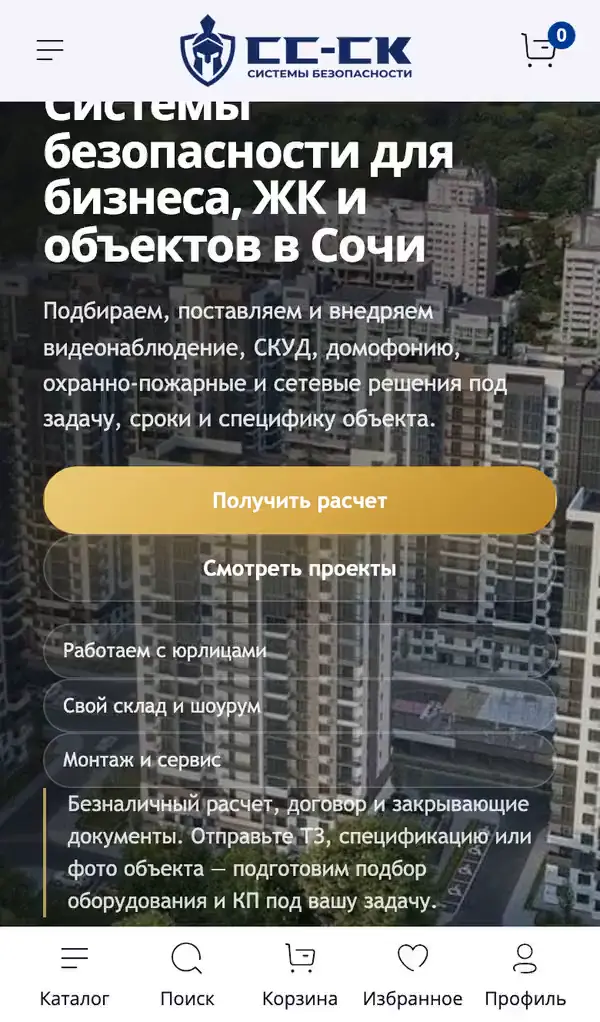 СС-СК
СИСТЕМЫ БЕЗОПАСНОСТИ
0
Системы
безопасности для
бизнеса, ЖК и
объектов в Сочи
Подбираем, поставляем и внедряем
видеонаблюдение, СКУД, домофонию,
охранно-пожарные и сетевые решения под
задачу, сроки и специфику объекта.
Получить расчет
Смотреть проекты
Работаем с юрлицами
Свой склад и шоурум
Монтаж и сервис
Безналичный расчет, договор и закрывающие
документы. Отправьте ТЗ, спецификацию или
фото объекта — подготовим подбор
оборудования и КП под вашу задачу.
Каталог
Поиск
Корзина
Избранное
Профиль